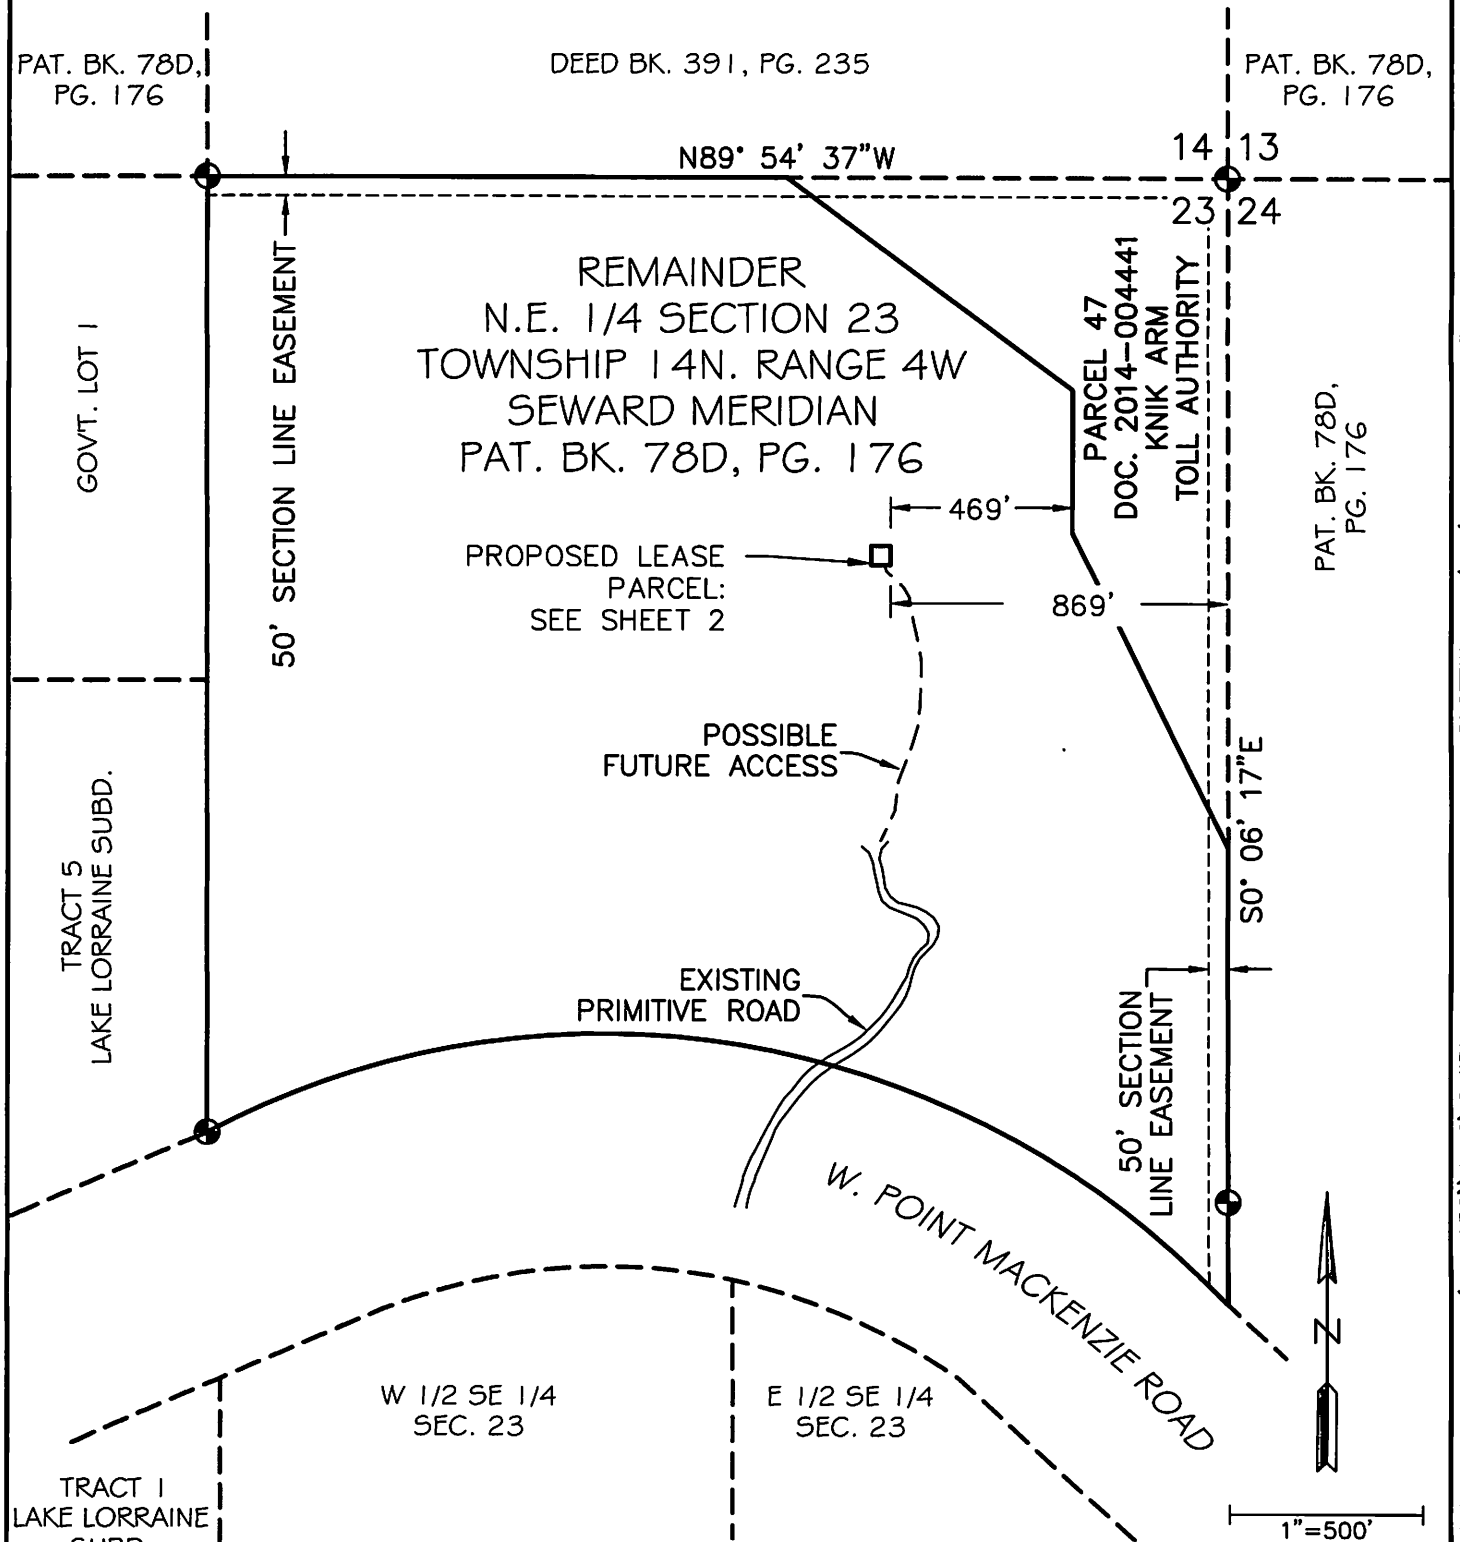 PAT. BK. 78D,
PG. 176
DEED BK. 391, PG. 235
PAT. BK. 78D,
PG. 176
N89° 54' 37"W
14 13
23 24
50' SECTION LINE EASEMENT
REMAINDER
N.E. 1/4 SECTION 23
TOWNSHIP 14N. RANGE 4W
SEWARD MERIDIAN
PAT. BK. 78D, PG. 176
PARCEL 47
DOC. 2014-004441
KNIK ARM
TOLL AUTHORITY
GOV'T. LOT 1
PAT. BK. 78D,
PG. 176
469'
PROPOSED LEASE
PARCEL:
SEE SHEET 2
869'
POSSIBLE
FUTURE ACCESS
S0° 06' 17"E
TRACT 5
LAKE LORRAINE SUBD.
EXISTING
PRIMITIVE ROAD
50' SECTION
LINE EASEMENT
W. POINT MACKENZIE ROAD
N
W 1/2 SE 1/4
SEC. 23
E 1/2 SE 1/4
SEC. 23
TRACT 1
LAKE LORRAINE
SUBD.
1"=500'